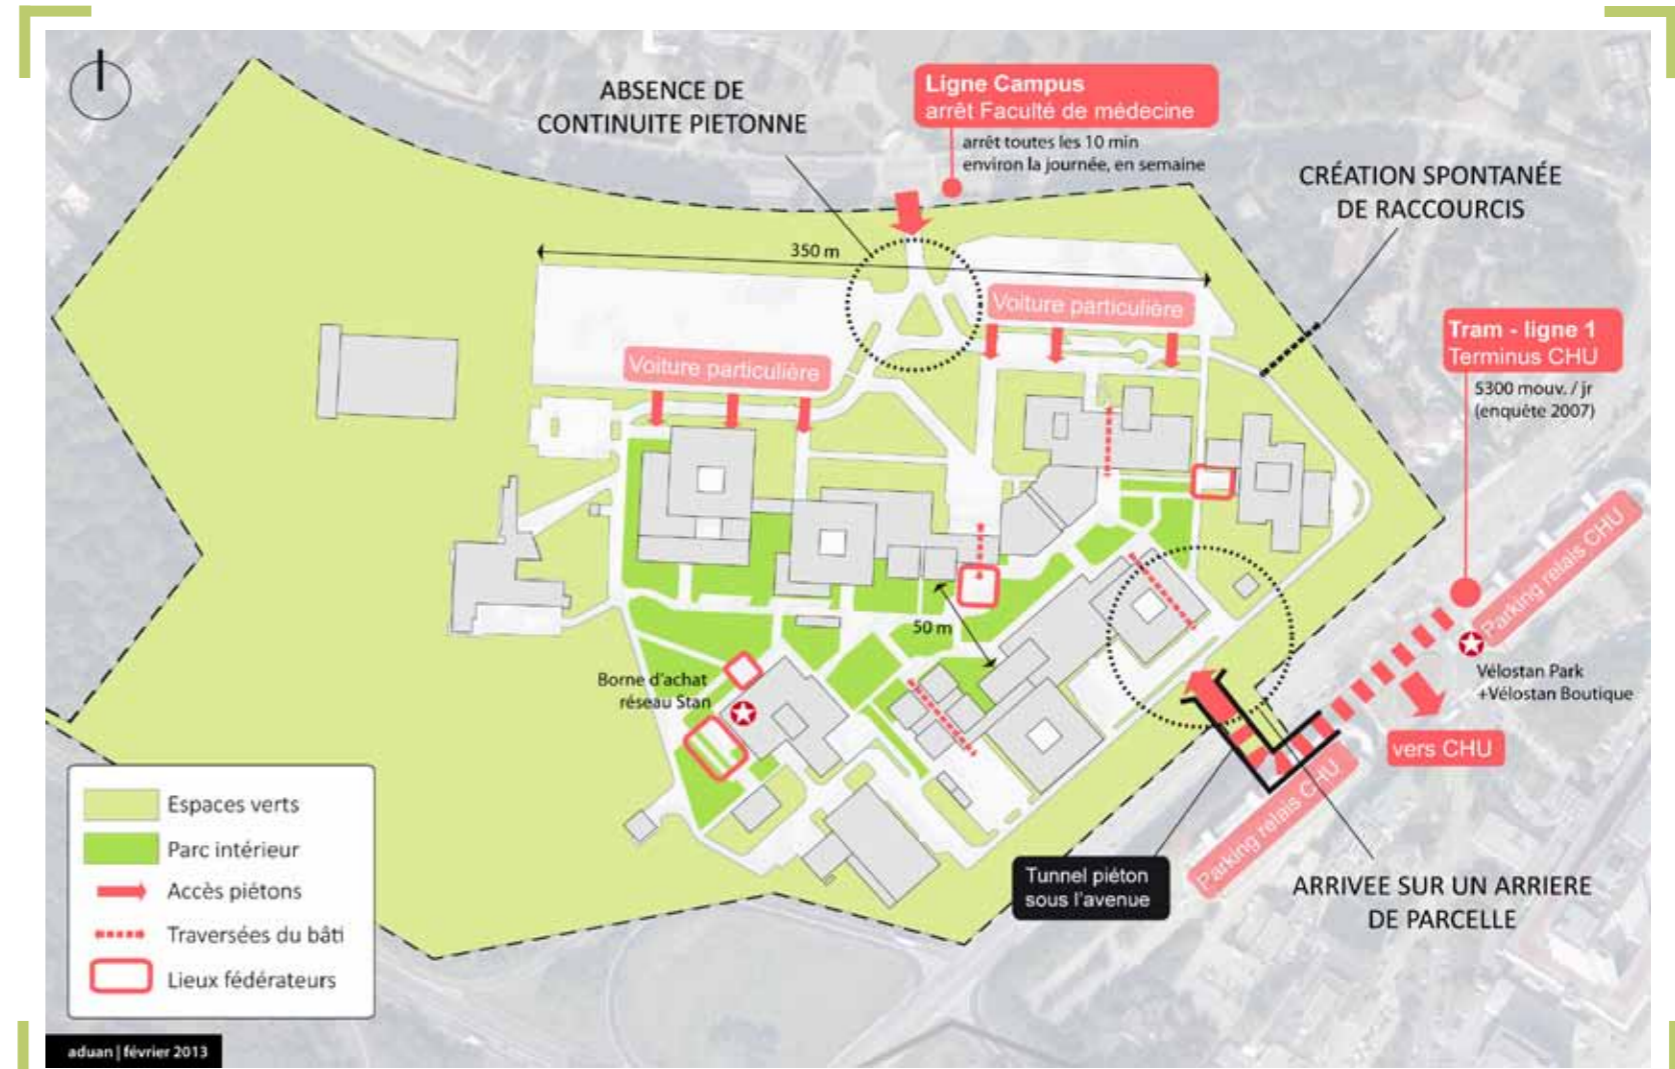 ABSENCE DE
CONTINUITE PIETONNE
Ligne Campus
arrêt Faculté de médecine
arrêt toutes les 10 min
environ la journée, en semaine
CRÉATION SPONTANÉE
DE RACCOURCIS
350 m
Voiture particulière
Voiture particulière
Tram - ligne 1
Terminus CHU
5300 mouv. / jr
(enquête 2007)
Parking relais CHU
50 m
Borne d'achat
réseau Stan
Vélostan Park
+Vélostan Boutique
vers CHU
Parking relais CHU
Tunnel piéton
sous l'avenue
ARRIVEE SUR UN ARRIERE
DE PARCELLE
Espaces verts
Parc intérieur
Accès piétons
Traversées du bâti
Lieux fédérateurs
aduan | février 2013